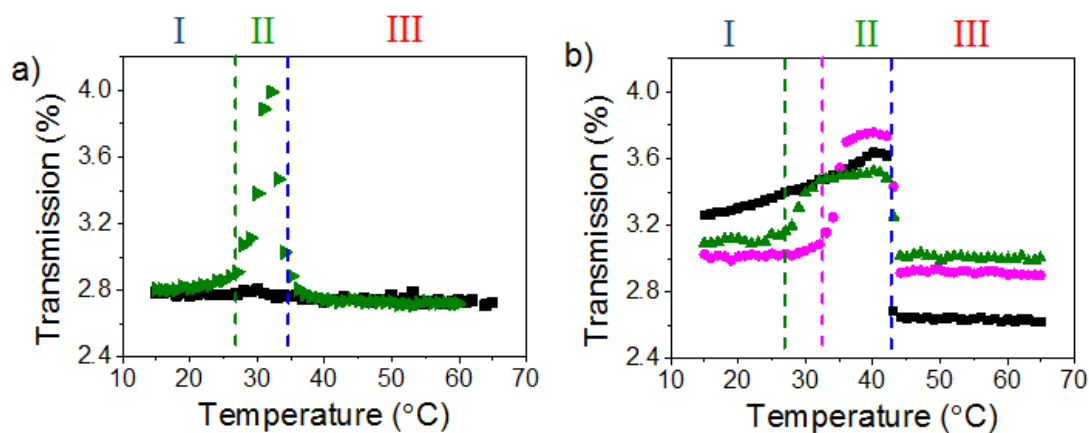 I II III
a)
Transmission (%)
4.0
3.6
3.2
2.8
2.4
10 20 30 40 50 60 70
Temperature (°C)
I II III
b)
Transmission (%)
4.0
3.6
3.2
2.8
2.4
10 20 30 40 50 60 70
Temperature (°C)